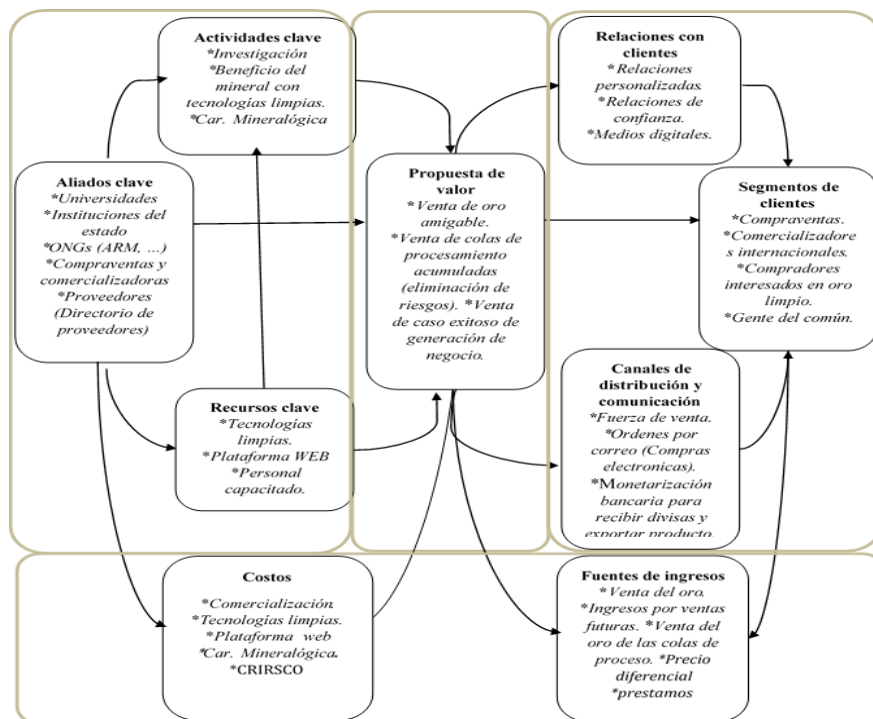 Actividades clave
*Investigación
*Beneficio del
mineral con
tecnologías limpias.
*Car. Mineralógica
Relaciones con
clientes
*Relaciones
personalizadas.
*Relaciones de
confianza.
*Medios digitales.
Aliados clave
*Universidades
*Instituciones del
estado
*ONGs (ARM, ...)
*Compraventas y
comercializadoras
*Proveedores
(Directorio de
proveedores)
Propuesta de
valor
*Venta de oro
amigable.
*Venta de colas de
procesamiento
acumuladas
(eliminación de
riesgos). *Venta
de caso exitoso de
generación de
negocio.
Segmentos de
clientes
*Compraventas.
*Comercializadore
s internacionales.
*Compradores
interesados en oro
limpio.
*Gente del común.
Recursos clave
*Tecnologías
limpias.
*Plataforma WEB
*Personal
capacitado.
Canales de
distribución y
comunicación
*Fuerza de venta.
*Ordenes por
correo (Compras
electronicas).
*Monetarización
bancaria para
recibir divisas y
exportar producto.
Costos
*Comercialización
*Tecnologías limpias.
*Plataforma web
*Car. Mineralógica.
*CRIRSCO
Fuentes de ingresos
*Venta del oro.
*Ingresos por ventas
futuras. *Venta del
oro de las colas de
proceso. *Precio
diferencial
*prestamos